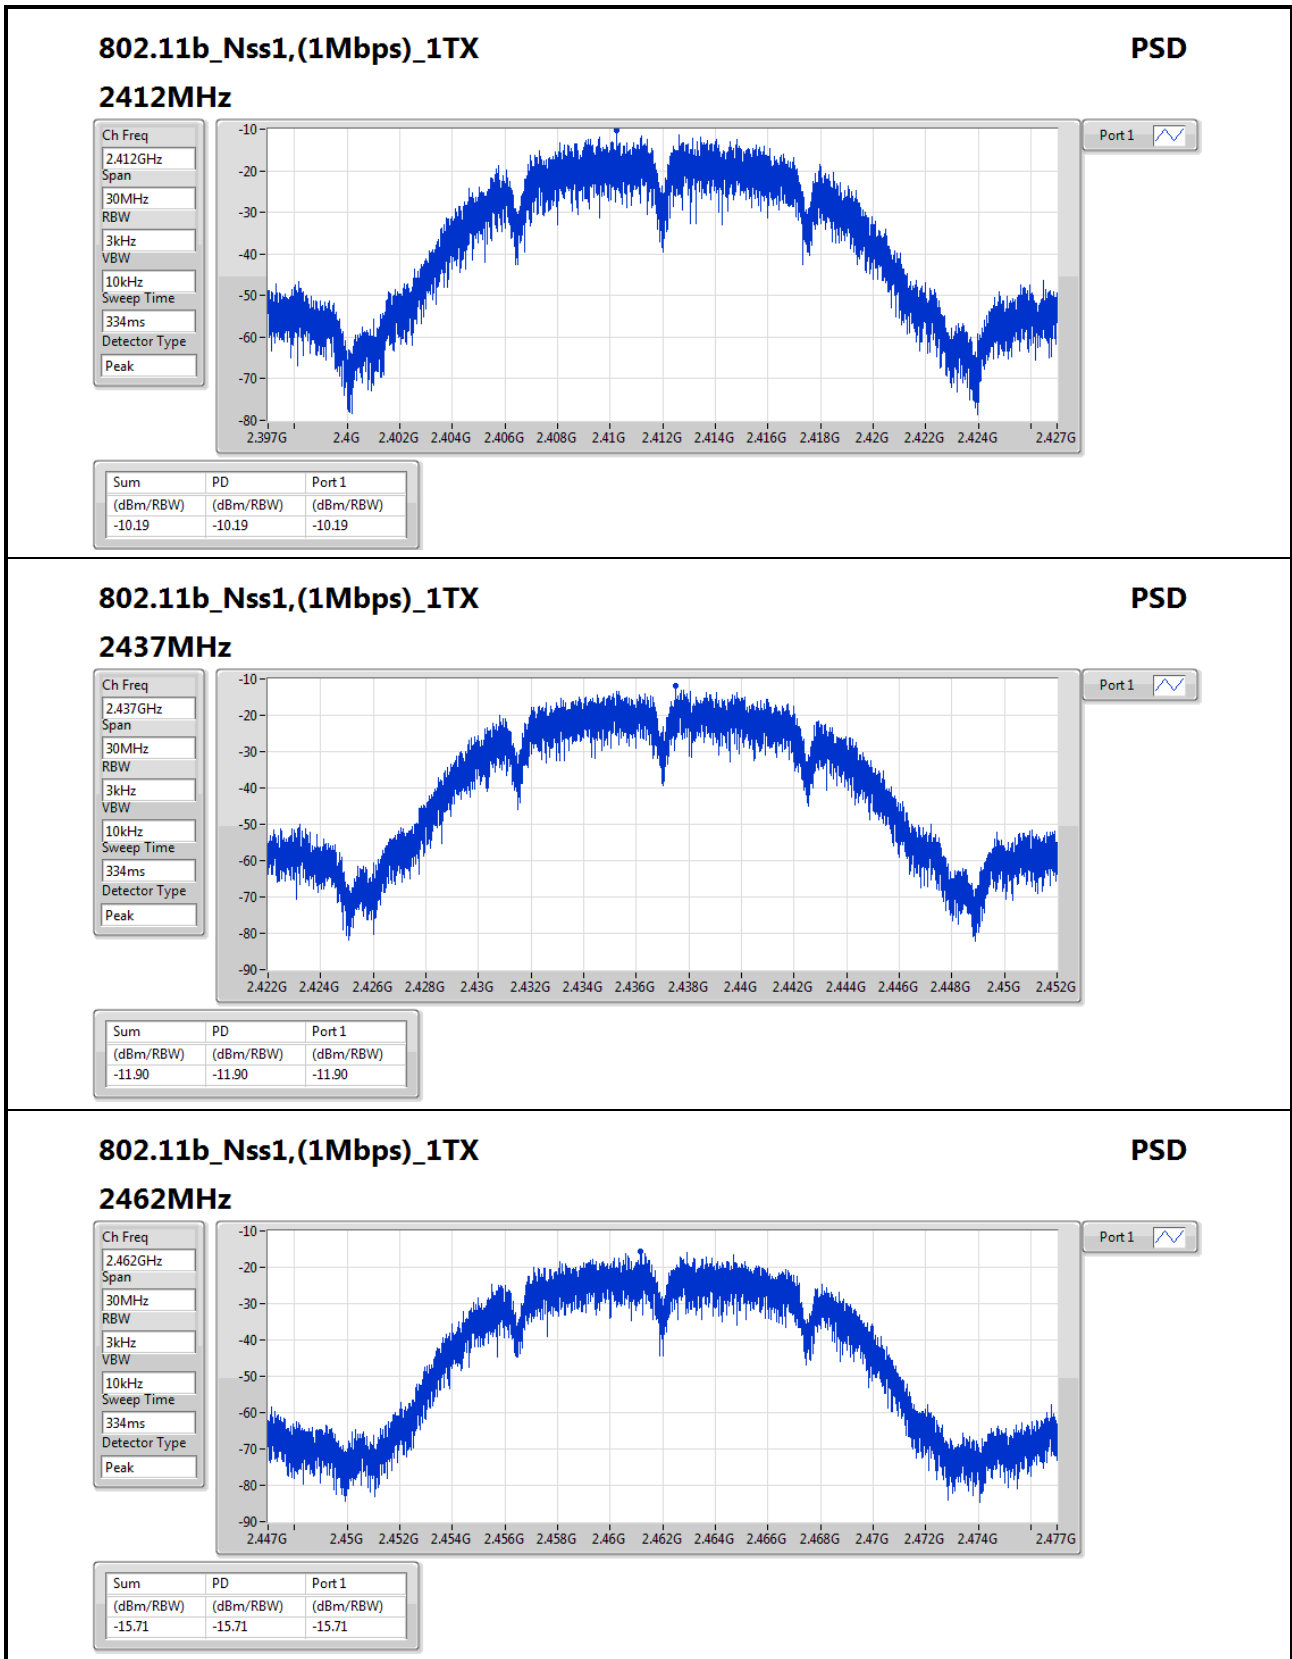 802.11b_Nss1,(1Mbps)_1TX PSD
2412MHz
Ch Freq
2.412GHz
Span
30MHz
RBW
3kHz
VBW
10kHz
Sweep Time
334ms
Detector Type
Peak
-10
-20
-30
-40
-50
-60
-70
-80
2.397G 2.4G 2.402G 2.404G 2.406G 2.408G 2.41G 2.412G 2.414G 2.416G 2.418G 2.42G 2.422G 2.424G 2.427G
Port 1
Sum PD Port 1
(dBm/RBW) (dBm/RBW) (dBm/RBW)
-10.19 -10.19 -10.19
802.11b_Nss1,(1Mbps)_1TX PSD
2437MHz
Ch Freq
2.437GHz
Span
30MHz
RBW
3kHz
VBW
10kHz
Sweep Time
334ms
Detector Type
Peak
-10
-20
-30
-40
-50
-60
-70
-80
-90
2.422G 2.424G 2.426G 2.428G 2.43G 2.432G 2.434G 2.436G 2.438G 2.44G 2.442G 2.444G 2.446G 2.448G 2.45G 2.452G
Port 1
Sum PD Port 1
(dBm/RBW) (dBm/RBW) (dBm/RBW)
-11.90 -11.90 -11.90
802.11b_Nss1,(1Mbps)_1TX PSD
2462MHz
Ch Freq
2.462GHz
Span
30MHz
RBW
3kHz
VBW
10kHz
Sweep Time
334ms
Detector Type
Peak
-10
-20
-30
-40
-50
-60
-70
-80
-90
2.447G 2.45G 2.452G 2.454G 2.456G 2.458G 2.46G 2.462G 2.464G 2.466G 2.468G 2.47G 2.472G 2.474G 2.477G
Port 1
Sum PD Port 1
(dBm/RBW) (dBm/RBW) (dBm/RBW)
-15.71 -15.71 -15.71